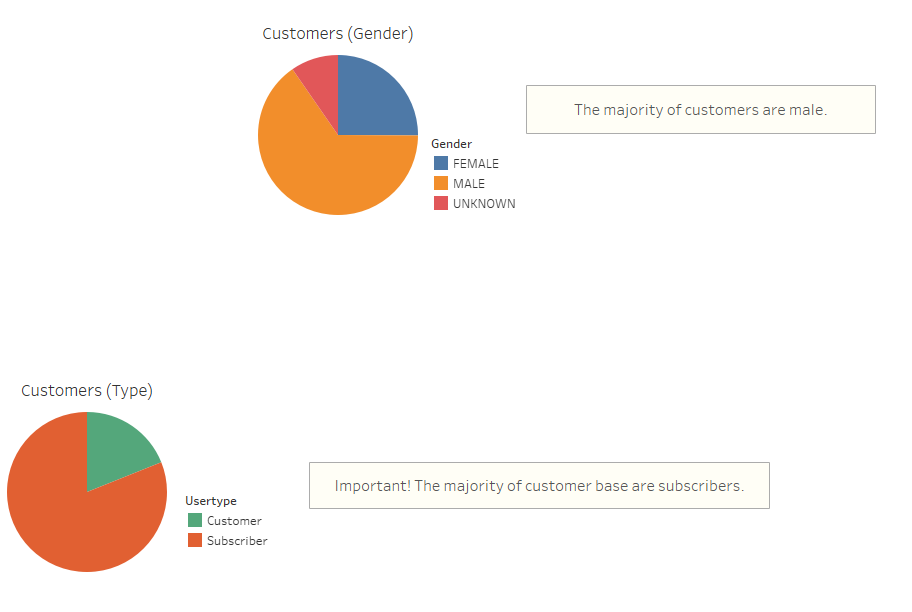 Customers (Gender)
The majority of customers are male.
Gender
FEMALE
MALE
UNKNOWN
Customers (Type)
Important! The majority of customer base are subscribers.
Usertype
Customer
Subscriber